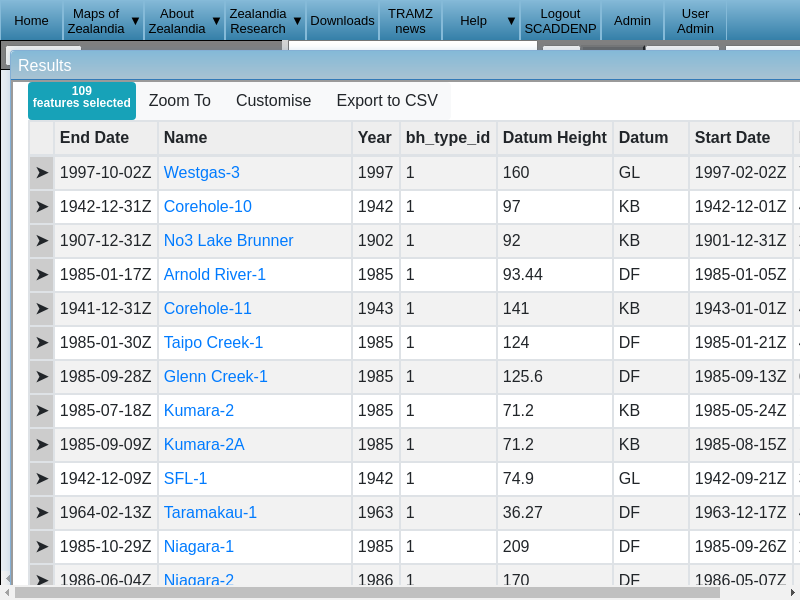 Home Maps of Zealandia ▼ About Zealandia ▼ Zealandia Research ▼ Downloads TRAMZ news Help ▼ Logout SCADDENP Admin User Admin
Results
109 features selected Zoom To Customise Export to CSV
End Date Name Year bh_type_id Datum Height Datum Start Date
➤ 1997-10-02Z Westgas-3 1997 1 160 GL 1997-02-02Z
➤ 1942-12-31Z Corehole-10 1942 1 97 KB 1942-12-01Z
➤ 1907-12-31Z No3 Lake Brunner 1902 1 92 KB 1901-12-31Z
➤ 1985-01-17Z Arnold River-1 1985 1 93.44 DF 1985-01-05Z
➤ 1941-12-31Z Corehole-11 1943 1 141 KB 1943-01-01Z
➤ 1985-01-30Z Taipo Creek-1 1985 1 124 DF 1985-01-21Z
➤ 1985-09-28Z Glenn Creek-1 1985 1 125.6 DF 1985-09-13Z
➤ 1985-07-18Z Kumara-2 1985 1 71.2 KB 1985-05-24Z
➤ 1985-09-09Z Kumara-2A 1985 1 71.2 KB 1985-08-15Z
➤ 1942-12-09Z SFL-1 1942 1 74.9 GL 1942-09-21Z
➤ 1964-02-13Z Taramakau-1 1963 1 36.27 DF 1963-12-17Z
➤ 1985-10-29Z Niagara-1 1985 1 209 DF 1985-09-26Z
➤ 1986-06-04Z Niagara-2 1986 1 170 DF 1986-05-07Z